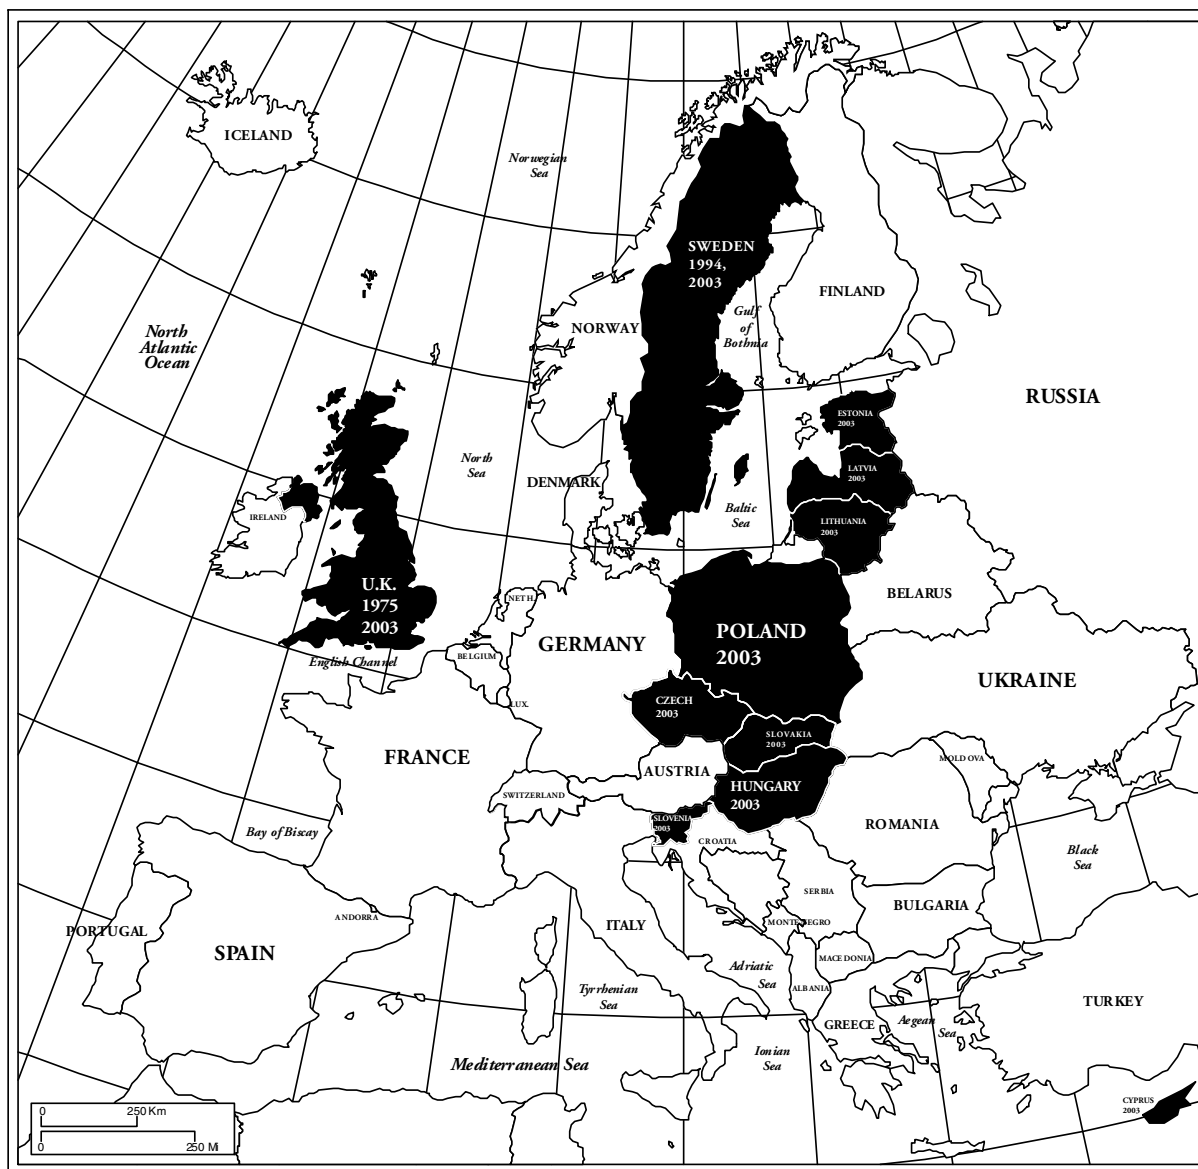 ICELAND
Norwegian
Sea
SWEDEN
1994,
2003
FINLAND
NORWAY
Gulf
of
Bothnia
North
Atlantic
Ocean
RUSSIA
ESTONIA
2003
North
Sea
LATVIA
2003
DENMARK
Baltic
Sea
IRELAND
LITHUANIA
2003
U.K.
1975
2003
NETH.
BELARUS
POLAND
2003
GERMANY
English Channel
BELGIUM
UKRAINE
LUX.
CZECH
2003
SLOVAKIA
2003
FRANCE
AUSTRIA
MOLDOVA
HUNGARY
2003
SWITZERLAND
SLOVENIA
2003
ROMANIA
Bay of Biscay
CROATIA
Black
Sea
SERBIA
BULGARIA
ANDORRA
MONTENEGRO
PORTUGAL
ITALY
SPAIN
MACEDONIA
Adriatic
Sea
ALBANIA
Tyrrhenian
Sea
TURKEY
GREECE
Aegean
Sea
Mediterranean Sea
Ionian
Sea
CYPRUS
2003
0 250 Km
0 250 Mi